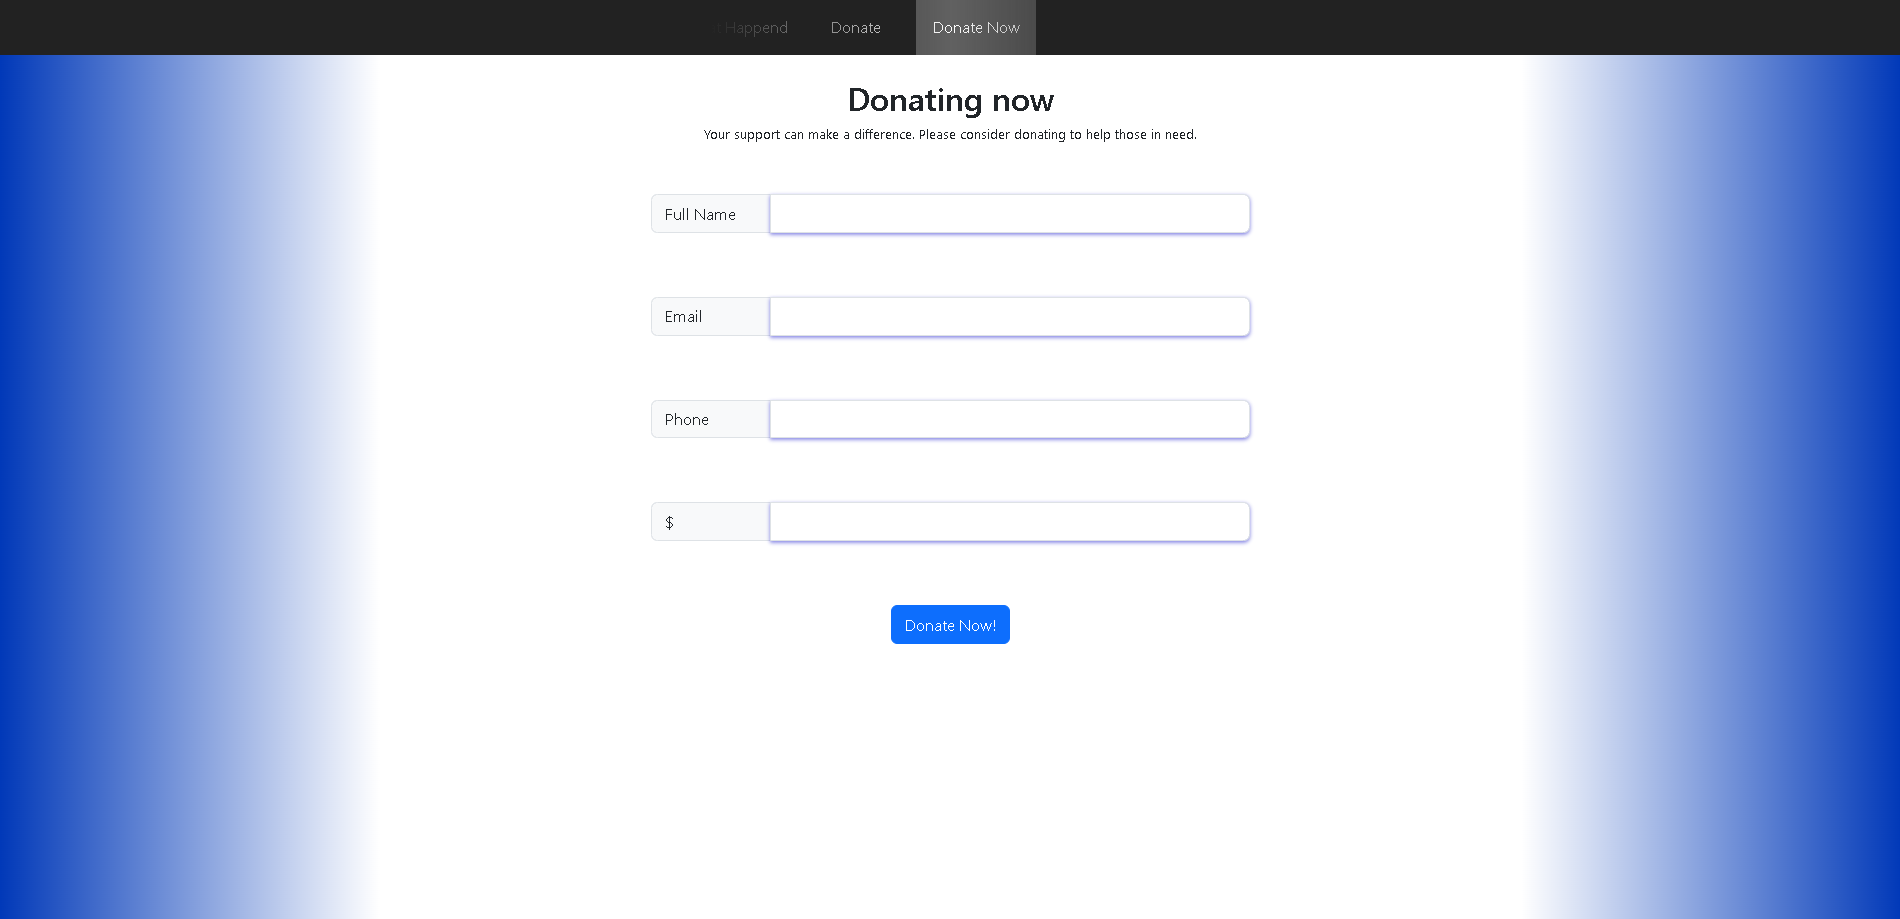 Happend Donate Donate Now
Donating now
Your support can make a difference. Please consider donating to help those in need.
Full Name
Email
Phone
$
Donate Now!